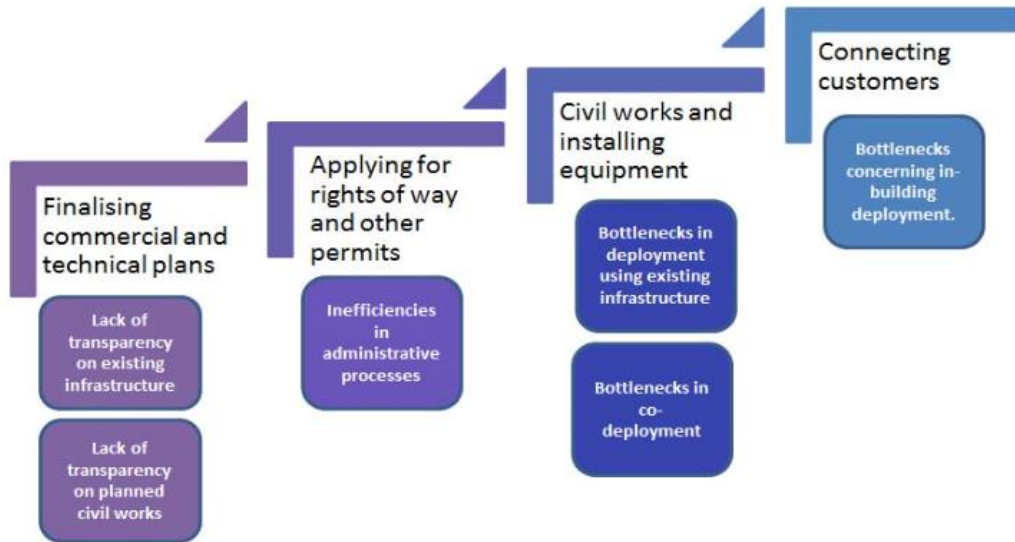 Finalising
commercial and
technical plans
Lack of
transparency
on existing
infrastructure
Lack of
transparency
on planned
civil works
Applying for
rights of way
and other
permits
Inefficiencies
in
administrative
processes
Civil works and
installing
equipment
Bottlenecks in
deployment
using existing
infrastructure
Bottlenecks in
co-
deployment
Connecting
customers
Bottlenecks
concerning in-
building
deployment.